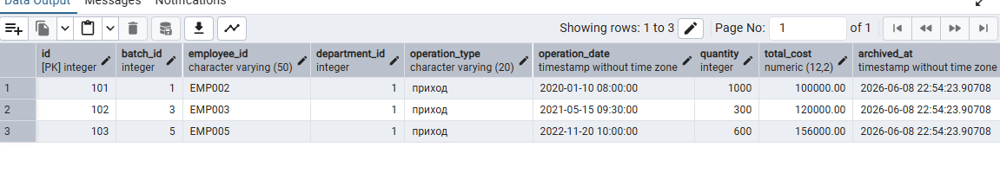 Data Output Messages Notifications
Showing rows: 1 to 3 Page No: 1 of 1
id batch_id employee_id department_id operation_type operation_date quantity total_cost archived_at
[PK] integer integer character varying (50) integer character varying (20) timestamp without time zone integer numeric (12,2) timestamp without time zone
1 101 1 EMP002 1 приход 2020-01-10 08:00:00 1000 100000.00 2026-06-08 22:54:23.90708
2 102 3 EMP003 1 приход 2021-05-15 09:30:00 300 120000.00 2026-06-08 22:54:23.90708
3 103 5 EMP005 1 приход 2022-11-20 10:00:00 600 156000.00 2026-06-08 22:54:23.90708